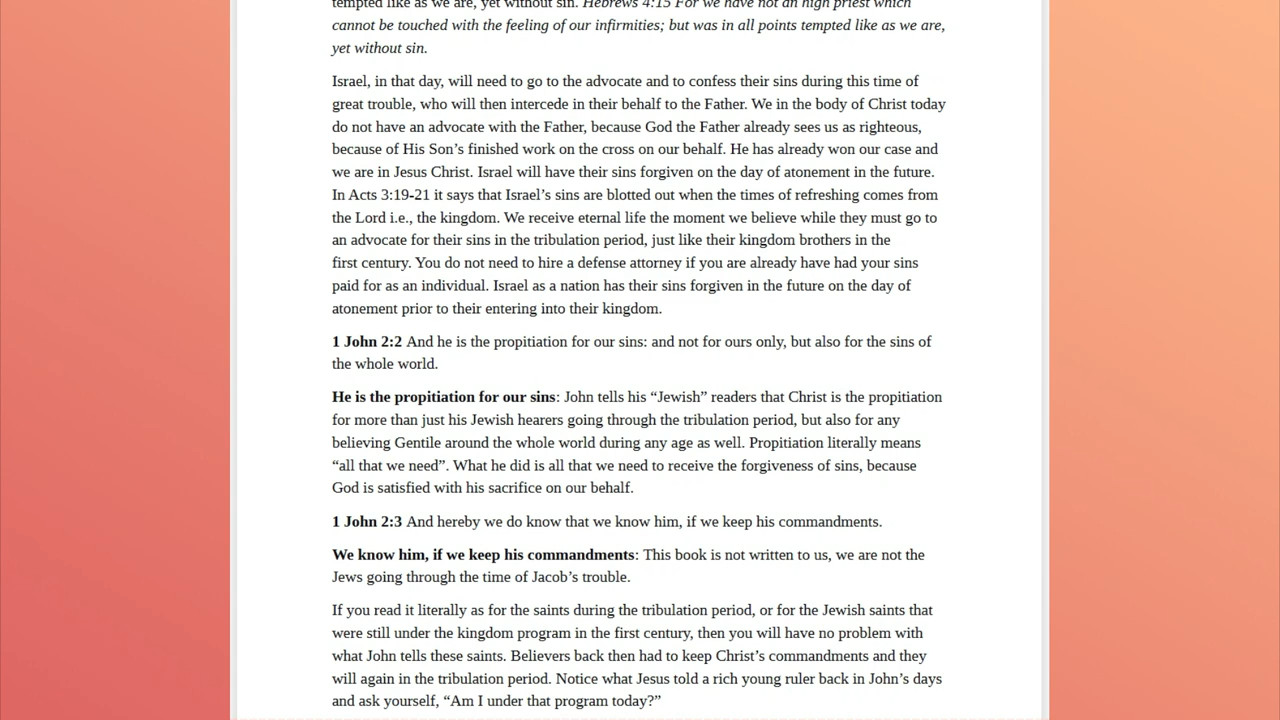 tempted like as we are, yet without sin. Hebrews 4:15 For we have not an high priest which
cannot be touched with the feeling of our infirmities; but was in all points tempted like as we are,
yet without sin.
Israel, in that day, will need to go to the advocate and to confess their sins during this time of
great trouble, who will then intercede in their behalf to the Father. We in the body of Christ today
do not have an advocate with the Father, because God the Father already sees us as righteous,
because of His Son’s finished work on the cross on our behalf. He has already won our case and
we are in Jesus Christ. Israel will have their sins forgiven on the day of atonement in the future.
In Acts 3:19-21 it says that Israel’s sins are blotted out when the times of refreshing comes from
the Lord i.e., the kingdom. We receive eternal life the moment we believe while they must go to
an advocate for their sins in the tribulation period, just like their kingdom brothers in the
first century. You do not need to hire a defense attorney if you are already have had your sins
paid for as an individual. Israel as a nation has their sins forgiven in the future on the day of
atonement prior to their entering into their kingdom.
1 John 2:2 And he is the propitiation for our sins: and not for ours only, but also for the sins of
the whole world.
He is the propitiation for our sins: John tells his “Jewish” readers that Christ is the propitiation
for more than just his Jewish hearers going through the tribulation period, but also for any
believing Gentile around the whole world during any age as well. Propitiation literally means
“all that we need”. What he did is all that we need to receive the forgiveness of sins, because
God is satisfied with his sacrifice on our behalf.
1 John 2:3 And hereby we do know that we know him, if we keep his commandments.
We know him, if we keep his commandments: This book is not written to us, we are not the
Jews going through the time of Jacob’s trouble.
If you read it literally as for the saints during the tribulation period, or for the Jewish saints that
were still under the kingdom program in the first century, then you will have no problem with
what John tells these saints. Believers back then had to keep Christ’s commandments and they
will again in the tribulation period. Notice what Jesus told a rich young ruler back in John’s days
and ask yourself, “Am I under that program today?”